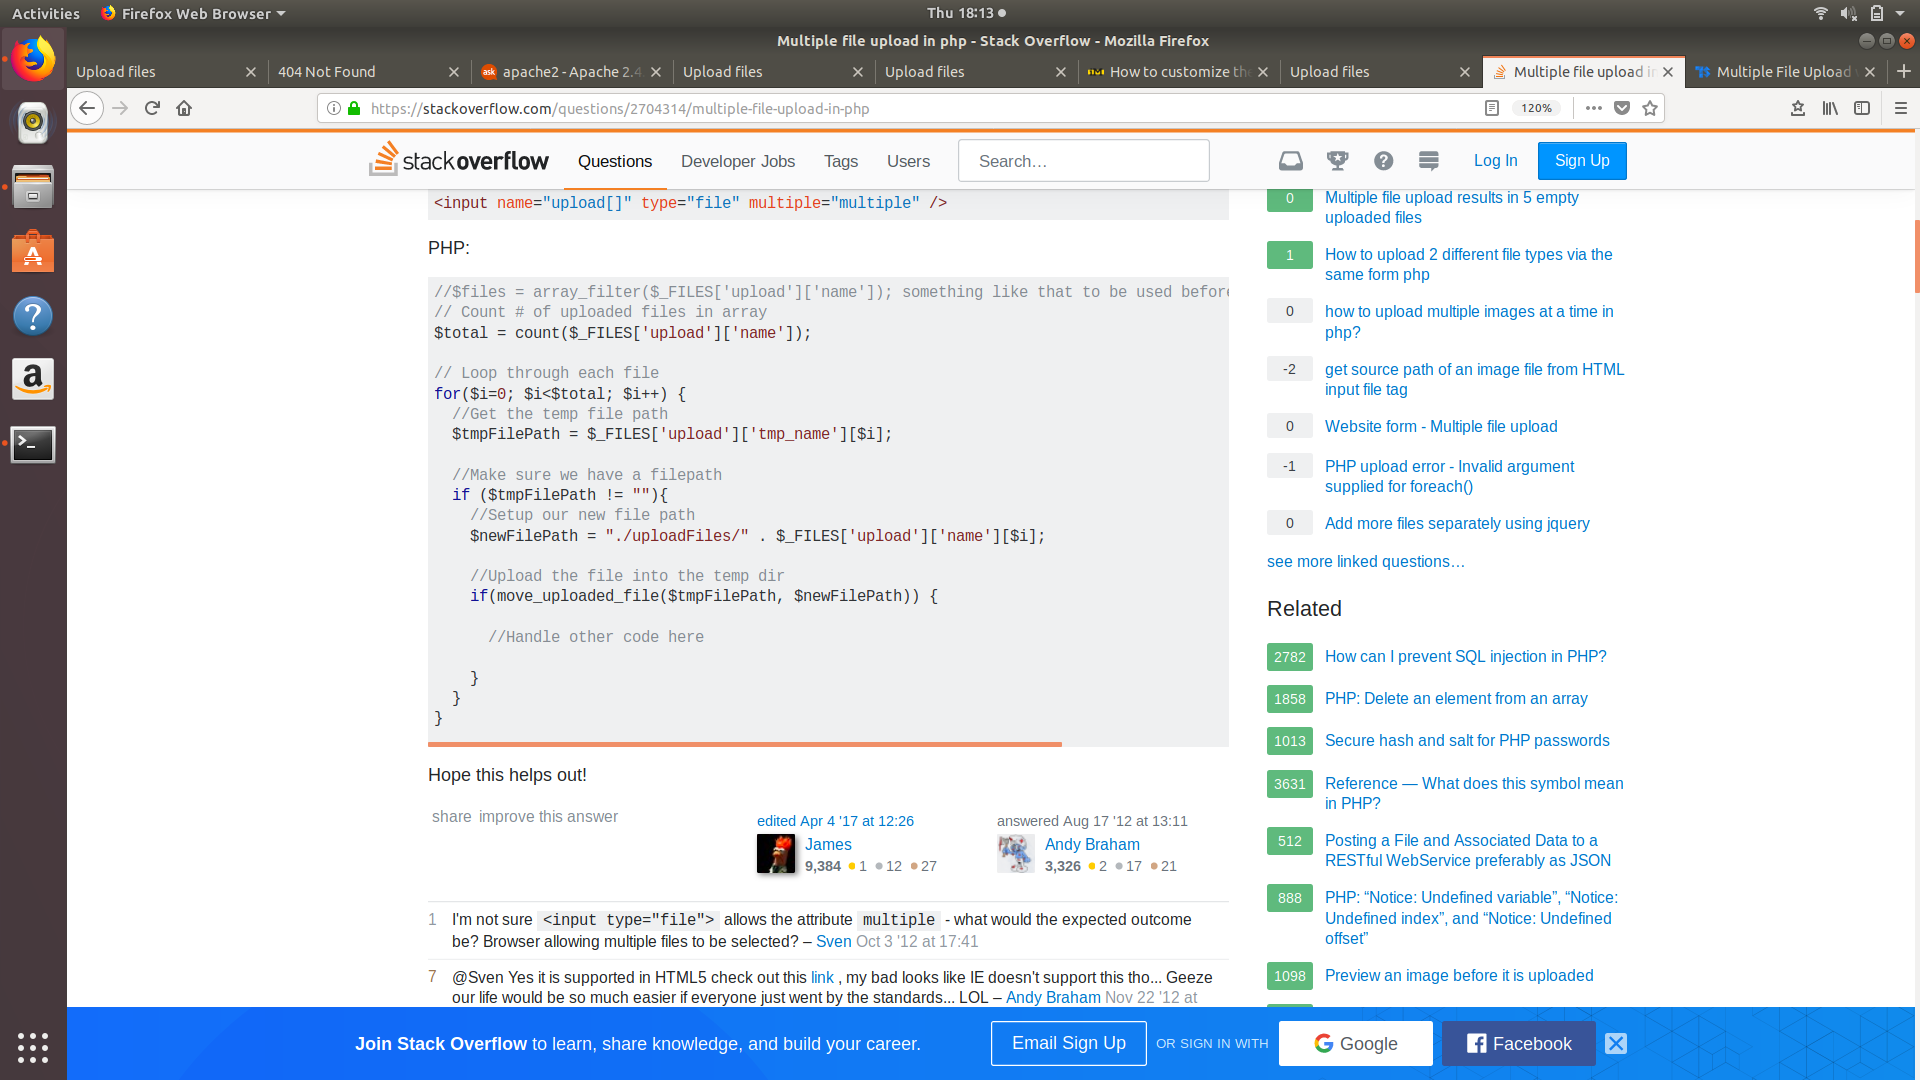 Activities
Firefox Web Browser
Thu 18:13
Multiple file upload in php - Stack Overflow - Mozilla Firefox
Upload files
404 Not Found
ask
apache2 - Apache 2.4
Upload files
Upload files
How to customize the
Upload files
Multiple file upload in
Multiple File Upload
https://stackoverflow.com/questions/2704314/multiple-file-upload-in-php
120%
stackoverflow
Questions
Developer Jobs
Tags
Users
Search…
Log In
Sign Up
<input name="upload[]" type="file" multiple="multiple" />
PHP:
//$files = array_filter($_FILES['upload']['name']); something like that to be used before
// Count # of uploaded files in array
$total = count($_FILES['upload']['name']);
// Loop through each file
for($i=0; $i<$total; $i++) {
//Get the temp file path
$tmpFilePath = $_FILES['upload']['tmp_name'][$i];
//Make sure we have a filepath
if ($tmpFilePath != ""){
//Setup our new file path
$newFilePath = "./uploadFiles/" . $_FILES['upload']['name'][$i];
//Upload the file into the temp dir
if(move_uploaded_file($tmpFilePath, $newFilePath)) {
//Handle other code here
}
}
}
Hope this helps out!
share improve this answer
edited Apr 4 '17 at 12:26
James
9,384 1 12 27
answered Aug 17 '12 at 13:11
Andy Braham
3,326 2 17 21
1 I'm not sure <input type="file"> allows the attribute multiple - what would the expected outcome
be? Browser allowing multiple files to be selected? – Sven Oct 3 '12 at 17:41
7 @Sven Yes it is supported in HTML5 check out this link , my bad looks like IE doesn't support this tho... Geeze
our life would be so much easier if everyone just went by the standards... LOL – Andy Braham Nov 22 '12 at
0 Multiple file upload results in 5 empty
uploaded files
1 How to upload 2 different file types via the
same form php
0 how to upload multiple images at a time in
php?
-2 get source path of an image file from HTML
input file tag
0 Website form - Multiple file upload
-1 PHP upload error - Invalid argument
supplied for foreach()
0 Add more files separately using jquery
see more linked questions…
Related
2782 How can I prevent SQL injection in PHP?
1858 PHP: Delete an element from an array
1013 Secure hash and salt for PHP passwords
3631 Reference — What does this symbol mean
in PHP?
512 Posting a File and Associated Data to a
RESTful WebService preferably as JSON
888 PHP: “Notice: Undefined variable”, “Notice:
Undefined index”, and “Notice: Undefined
offset”
1098 Preview an image before it is uploaded
Join Stack Overflow to learn, share knowledge, and build your career.
Email Sign Up
OR SIGN IN WITH
Google
Facebook